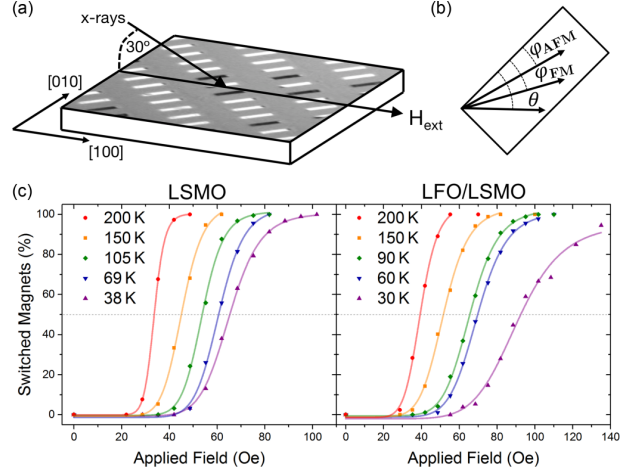 (a)
x-rays
30°
[010]
[100]
H_ext
(b)
φ_AFM
φ_FM
θ
(c)
LSMO
LFO/LSMO
Switched Magnets (%)
100
80
60
40
20
0
200 K
150 K
105 K
69 K
38 K
200 K
150 K
90 K
60 K
30 K
0 20 40 60 80 100
0 20 40 60 80 100 120 140
Applied Field (Oe)
Applied Field (Oe)